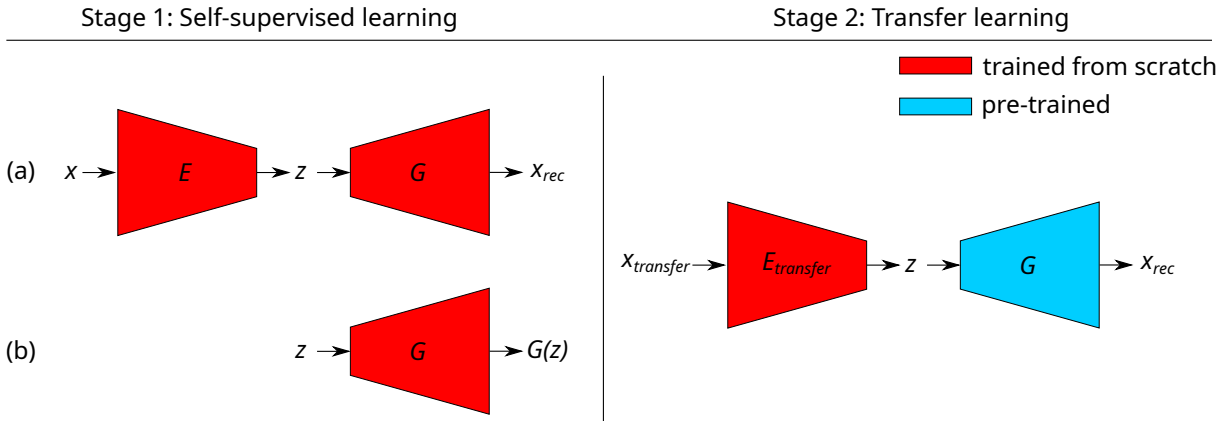 Stage 1: Self-supervised learning
Stage 2: Transfer learning
trained from scratch
pre-trained
(a) x E z G x_rec
x_transfer E_transfer z G x_rec
(b) z G G(z)